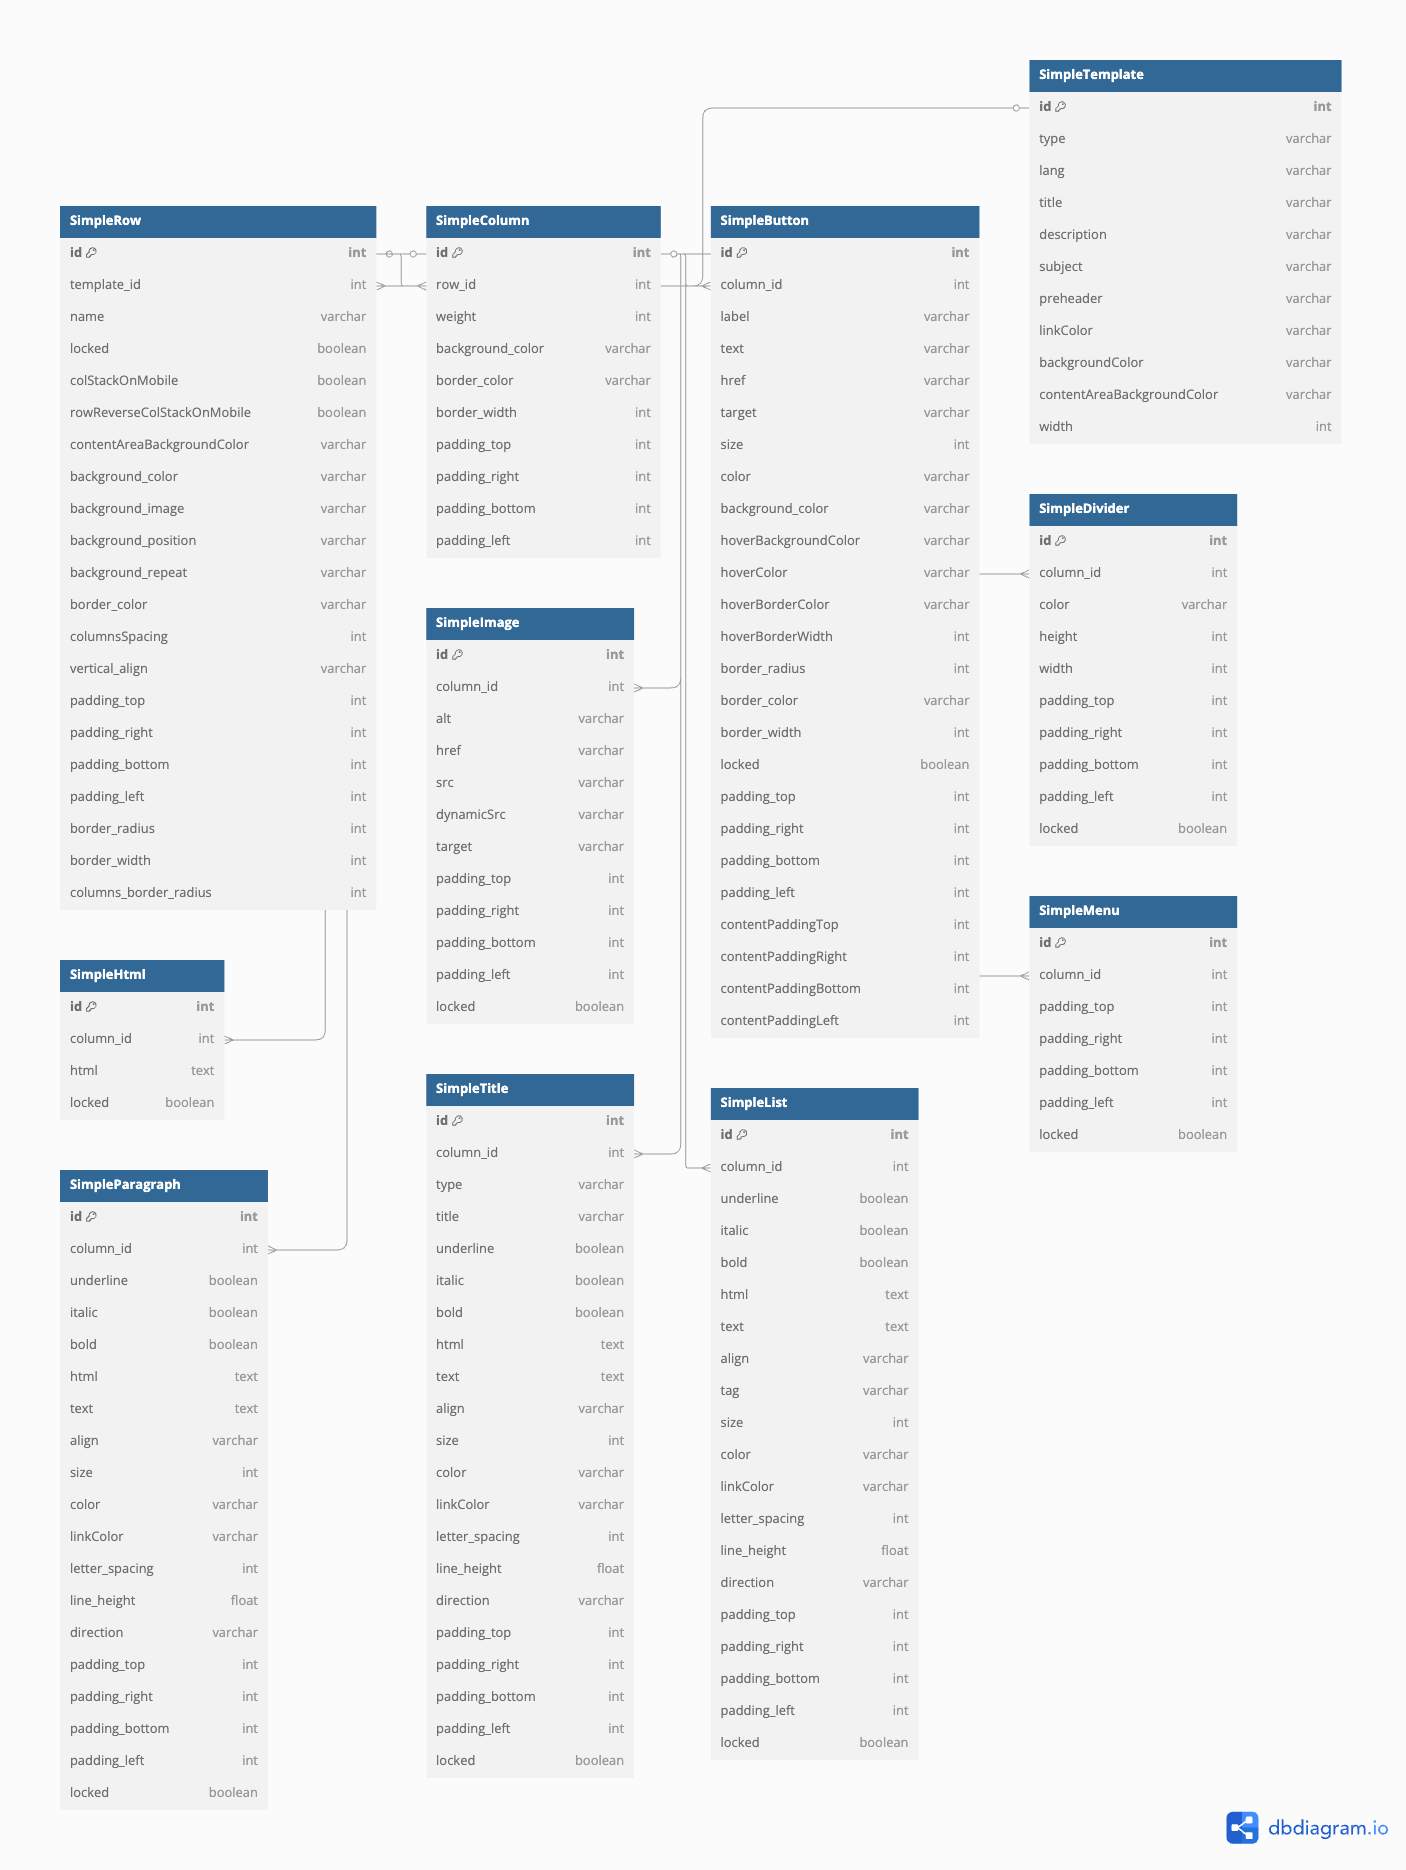 SimpleTemplate
id int
type varchar
lang varchar
title varchar
description varchar
subject varchar
preheader varchar
linkColor varchar
backgroundColor varchar
contentAreaBackgroundColor varchar
width int
SimpleRow
id int
template_id int
name varchar
locked boolean
colStackOnMobile boolean
rowReverseColStackOnMobile boolean
contentAreaBackgroundColor varchar
background_color varchar
background_image varchar
background_position varchar
background_repeat varchar
border_color varchar
columnsSpacing int
vertical_align varchar
padding_top int
padding_right int
padding_bottom int
padding_left int
border_radius int
border_width int
columns_border_radius int
SimpleColumn
id int
row_id int
weight int
background_color varchar
border_color varchar
border_width int
padding_top int
padding_right int
padding_bottom int
padding_left int
SimpleButton
id int
column_id int
label varchar
text varchar
href varchar
target varchar
size int
color varchar
background_color varchar
hoverBackgroundColor varchar
hoverColor varchar
hoverBorderColor varchar
hoverBorderWidth int
border_radius int
border_color varchar
border_width int
locked boolean
padding_top int
padding_right int
padding_bottom int
padding_left int
contentPaddingTop int
contentPaddingRight int
contentPaddingBottom int
contentPaddingLeft int
SimpleDivider
id int
column_id int
color varchar
height int
width int
padding_top int
padding_right int
padding_bottom int
padding_left int
locked boolean
SimpleImage
id int
column_id int
alt varchar
href varchar
src varchar
dynamicSrc varchar
target varchar
padding_top int
padding_right int
padding_bottom int
padding_left int
locked boolean
SimpleMenu
id int
column_id int
padding_top int
padding_right int
padding_bottom int
padding_left int
locked boolean
SimpleHtml
id int
column_id int
html text
locked boolean
SimpleTitle
id int
column_id int
type varchar
title varchar
underline boolean
italic boolean
bold boolean
html text
text text
align varchar
size int
color varchar
linkColor varchar
letter_spacing int
line_height float
direction varchar
padding_top int
padding_right int
padding_bottom int
padding_left int
locked boolean
SimpleList
id int
column_id int
underline boolean
italic boolean
bold boolean
html text
text text
align varchar
tag varchar
size int
color varchar
linkColor varchar
letter_spacing int
line_height float
direction varchar
padding_top int
padding_right int
padding_bottom int
padding_left int
locked boolean
SimpleParagraph
id int
column_id int
underline boolean
italic boolean
bold boolean
html text
text text
align varchar
size int
color varchar
linkColor varchar
letter_spacing int
line_height float
direction varchar
padding_top int
padding_right int
padding_bottom int
padding_left int
locked boolean
dbdiagram.io